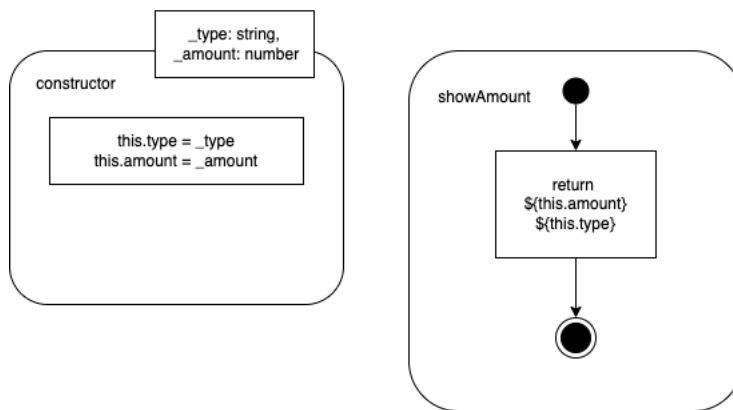 _type: string,
_amount: number
constructor
this.type = _type
this.amount = _amount
showAmount
return
${this.amount}
${this.type}